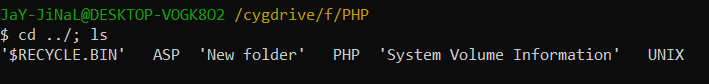 JaY-JiNaL@DESKTOP-VOGK8O2 /cygdrive/f/PHP
$ cd ../; ls
'$RECYCLE.BIN'   ASP  'New folder'   PHP  'System Volume Information'   UNIX